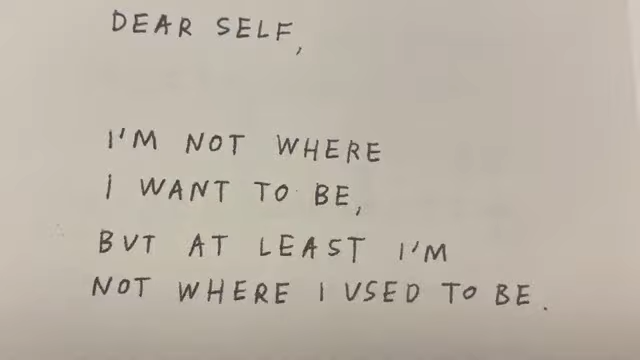 DEAR SELF,
I'M NOT WHERE
I WANT TO BE,
BUT AT LEAST I'M
NOT WHERE I USED TO BE.